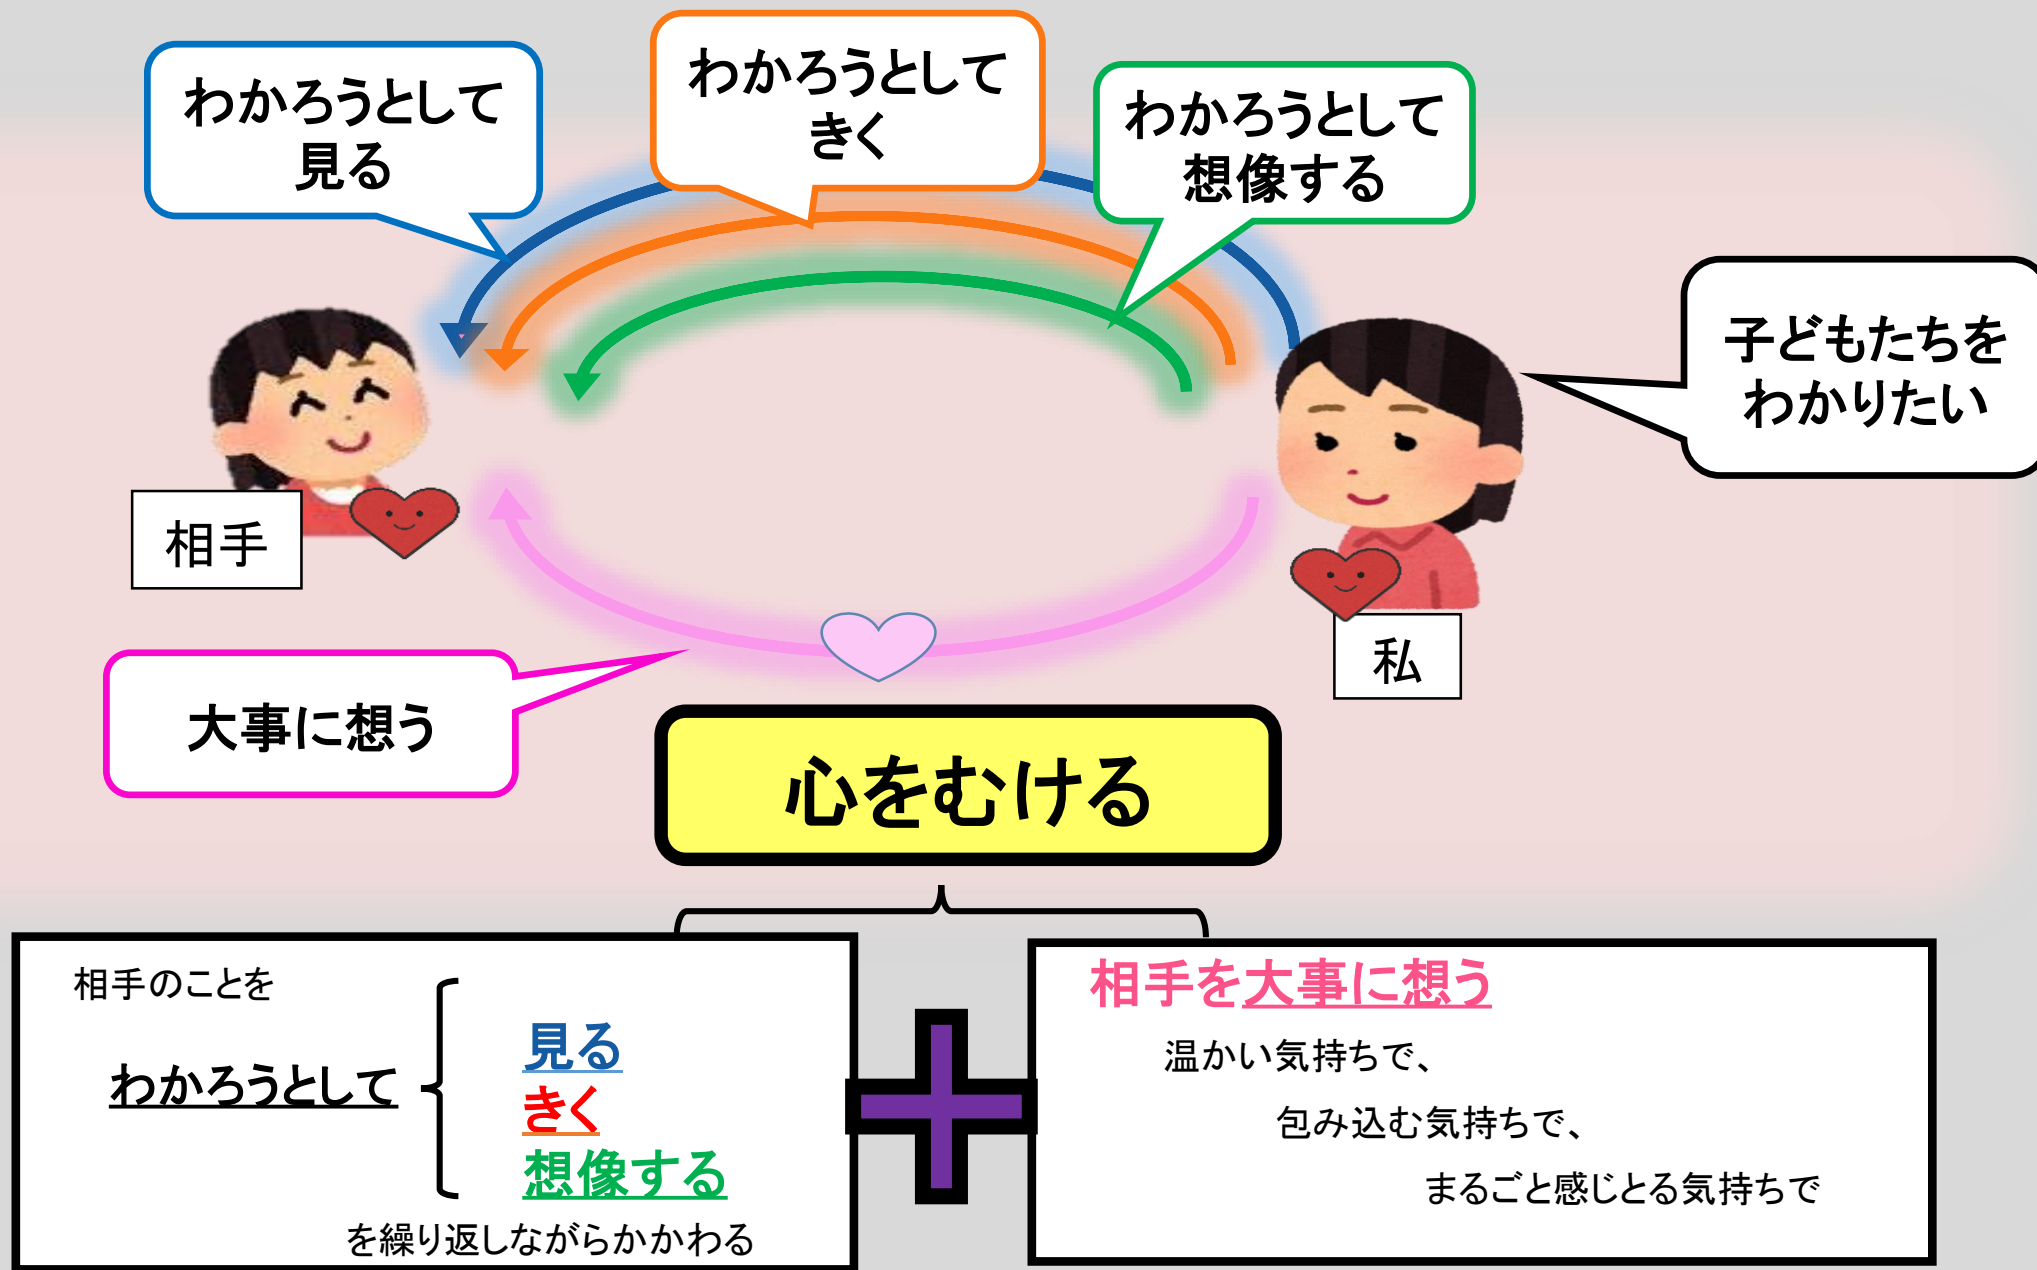 わかろうとして
見る
わかろうとして
きく
わかろうとして
想像する
子どもたちを
わかりたい
相手
私
大事に想う
心をむける
相手のことを
わかろうとして
見る
きく
想像する
を繰り返しながらかかわる
相手を大事に想う
温かい気持ちで、
包み込む気持ちで、
まるごと感じとる気持ちで